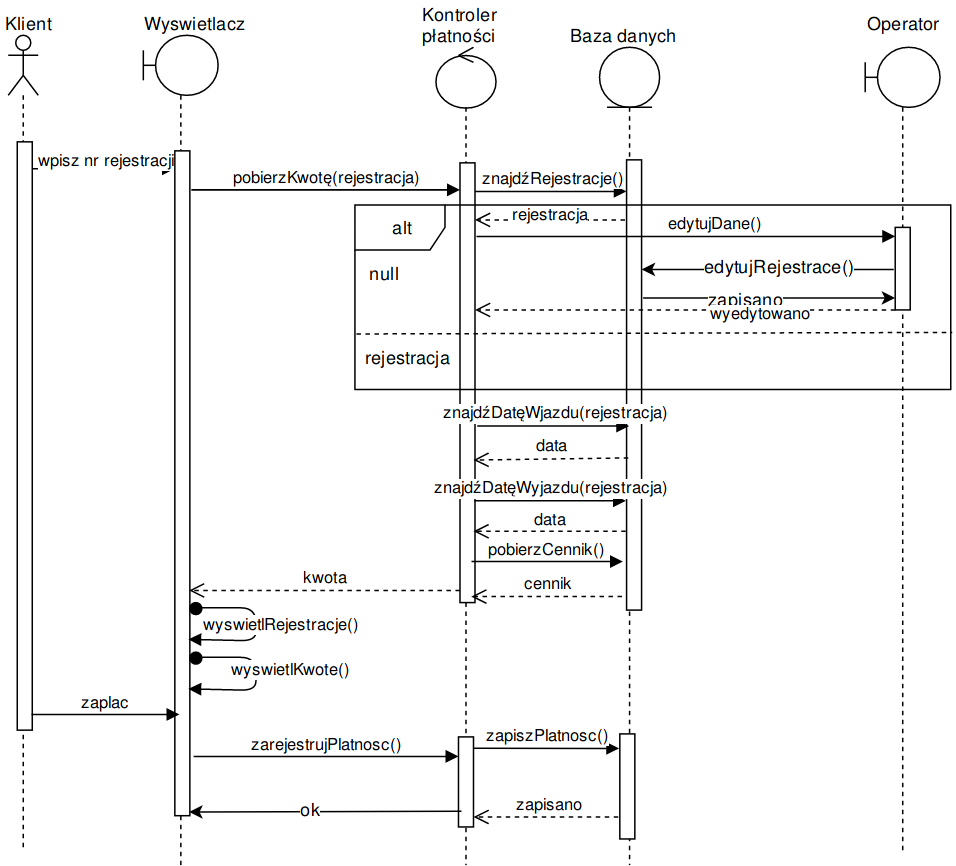 Klient
Wyswietlacz
Kontroler
płatności
Baza danych
Operator
wpisz nr rejestracji
pobierzKwotę(rejestracja)
znajdźRejestracje()
alt
rejestracja
edytujDane()
null
edytujRejestrace()
zapisano
wyedytowano
rejestracja
znajdźDatęWjazdu(rejestracja)
data
znajdźDatęWyjazdu(rejestracja)
data
pobierzCennik()
kwota
cennik
wyswietlRejestracje()
wyswietlKwote()
zaplac
zarejestrujPlatnosc()
zapiszPlatnosc()
ok
zapisano